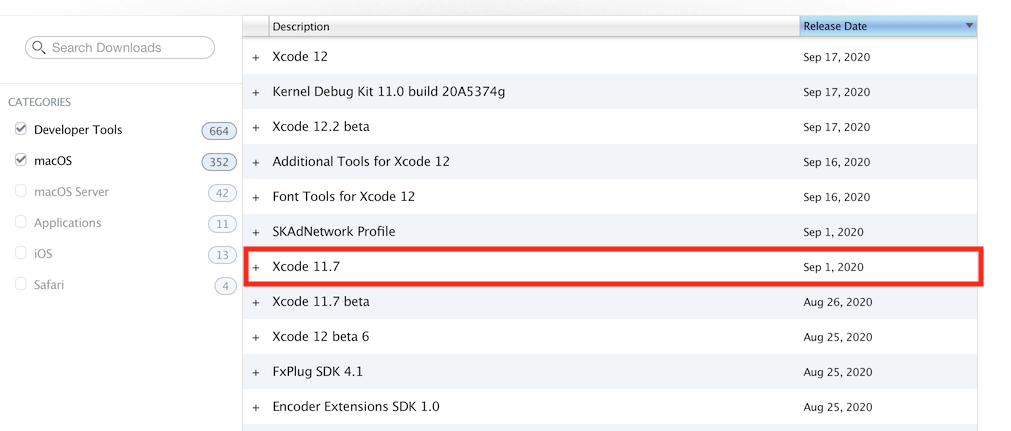 Search Downloads
CATEGORIES
Developer Tools 664
macOS 352
macOS Server 42
Applications 11
iOS 13
Safari 4
Description Release Date
+ Xcode 12 Sep 17, 2020
+ Kernel Debug Kit 11.0 build 20A5374g Sep 17, 2020
+ Xcode 12.2 beta Sep 17, 2020
+ Additional Tools for Xcode 12 Sep 16, 2020
+ Font Tools for Xcode 12 Sep 16, 2020
+ SKAdNetwork Profile Sep 1, 2020
+ Xcode 11.7 Sep 1, 2020
+ Xcode 11.7 beta Aug 26, 2020
+ Xcode 12 beta 6 Aug 25, 2020
+ FxPlug SDK 4.1 Aug 25, 2020
+ Encoder Extensions SDK 1.0 Aug 25, 2020